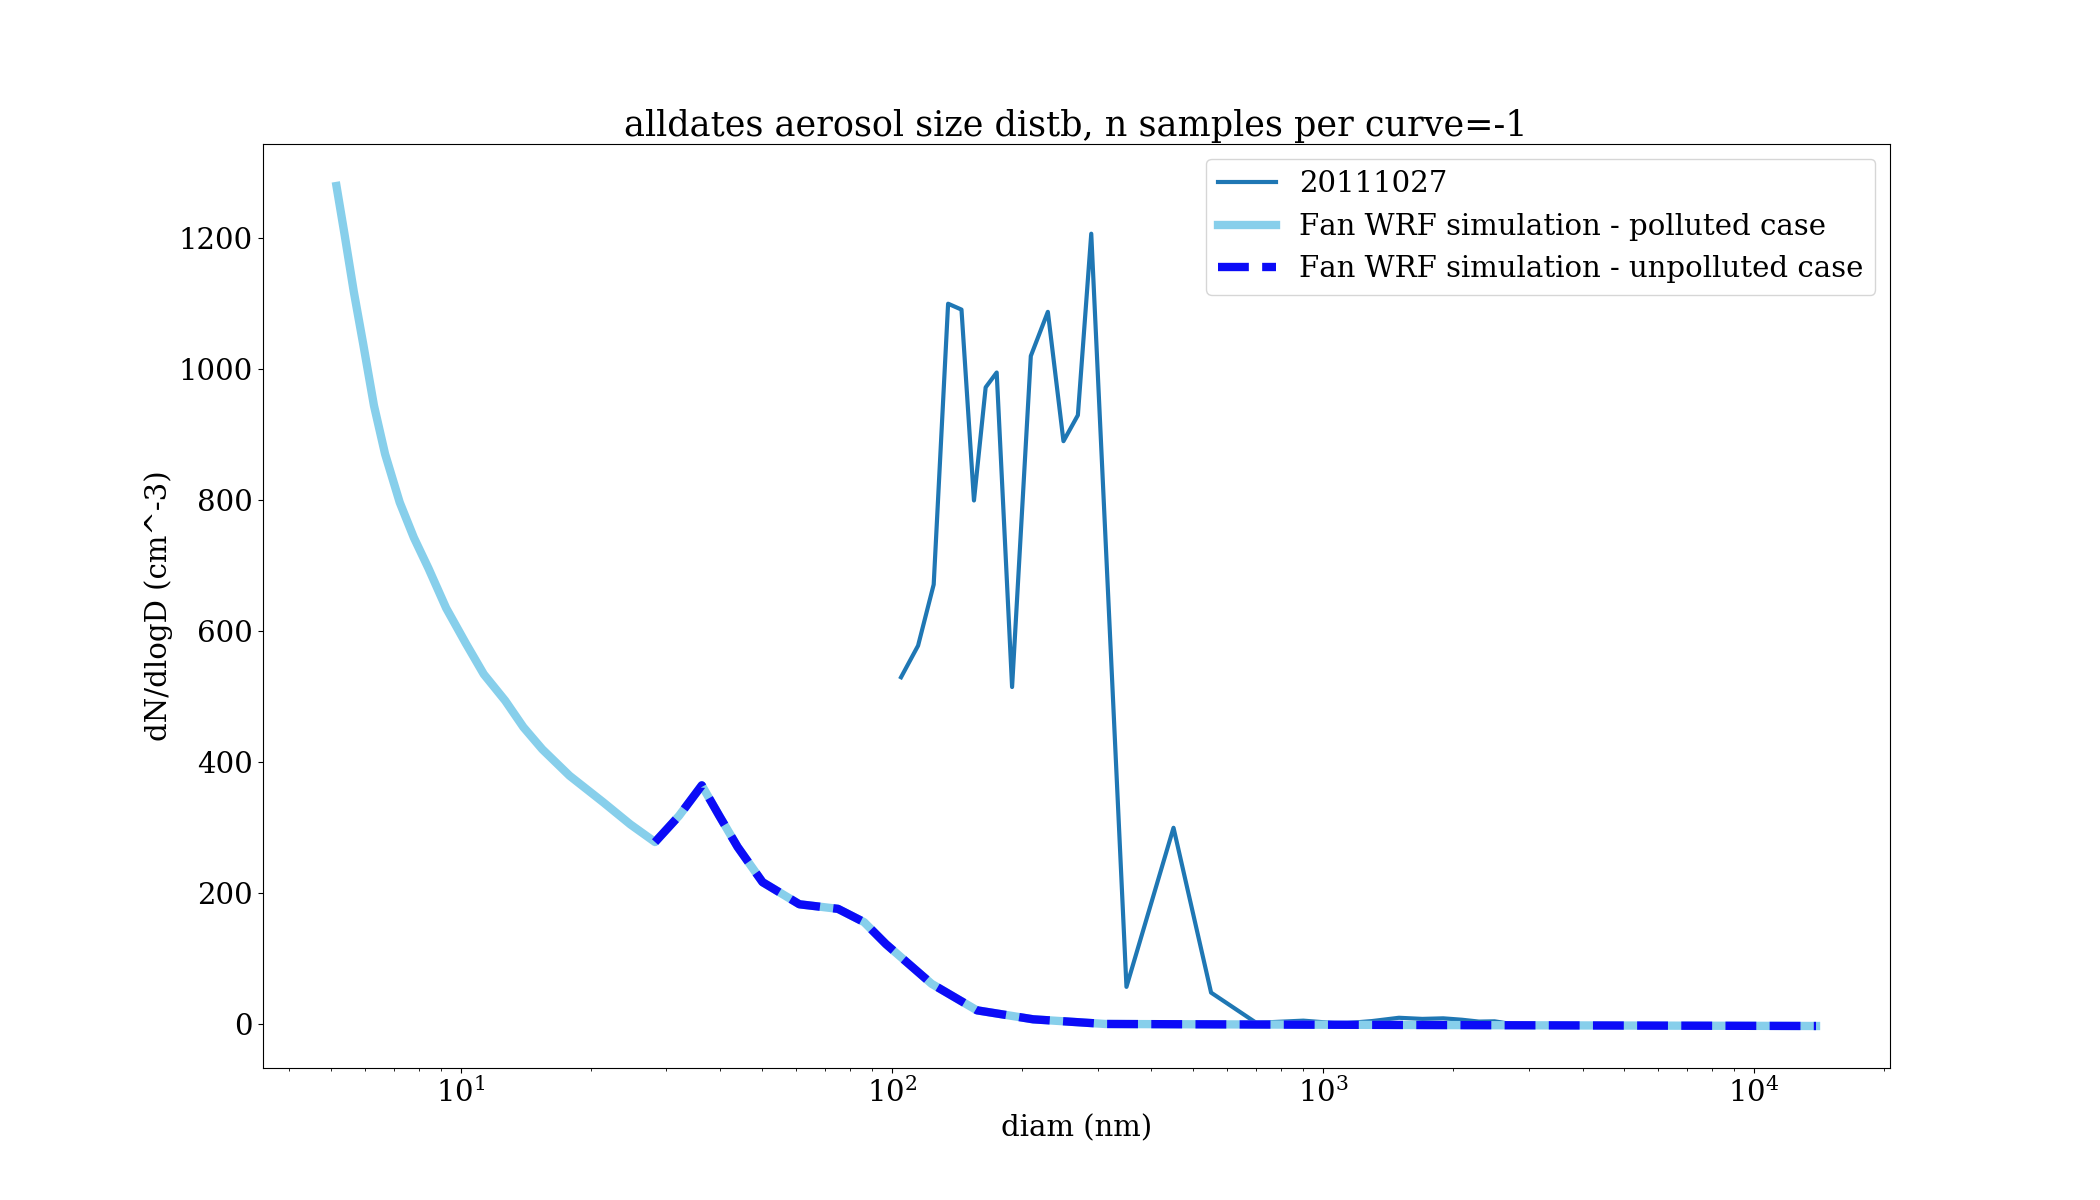 alldates aerosol size distb, n samples per curve=-1
20111027
Fan WRF simulation - polluted case
Fan WRF simulation - unpolluted case
dN/dlogD (cm^-3)
1200
1000
800
600
400
200
0
10¹ 10² 10³ 10⁴
diam (nm)